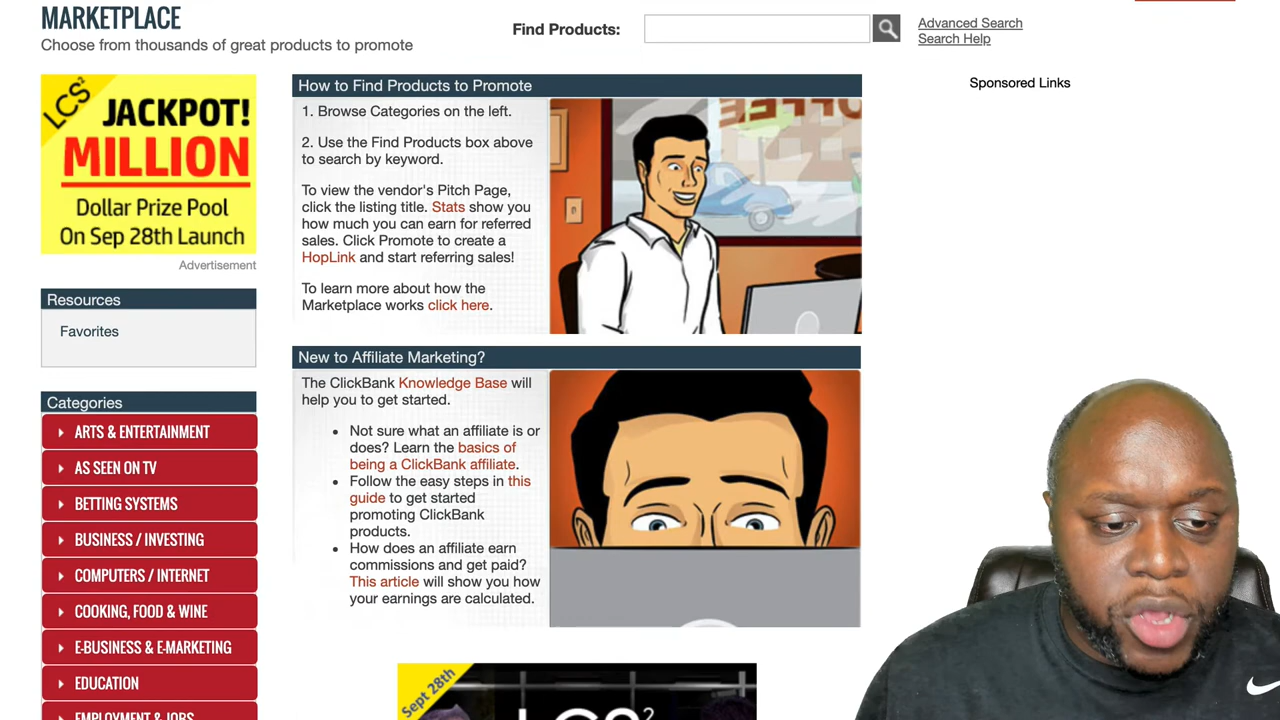 MARKETPLACE
Choose from thousands of great products to promote
Find Products:
Advanced Search
Search Help
LCS²
JACKPOT!
MILLION
Dollar Prize Pool
On Sep 28th Launch
Advertisement
Resources
Favorites
Categories
ARTS & ENTERTAINMENT
AS SEEN ON TV
BETTING SYSTEMS
BUSINESS / INVESTING
COMPUTERS / INTERNET
COOKING, FOOD & WINE
E-BUSINESS & E-MARKETING
EDUCATION
EMPLOYMENT & JOBS
How to Find Products to Promote
1. Browse Categories on the left.
2. Use the Find Products box above
to search by keyword.
To view the vendor's Pitch Page,
click the listing title. Stats show you
how much you can earn for referred
sales. Click Promote to create a
HopLink and start referring sales!
To learn more about how the
Marketplace works click here.
COFFEE
New to Affiliate Marketing?
The ClickBank Knowledge Base will
help you to get started.
• Not sure what an affiliate is or
does? Learn the basics of
being a ClickBank affiliate.
• Follow the easy steps in this
guide to get started
promoting ClickBank
products.
• How does an affiliate earn
commissions and get paid?
This article will show you how
your earnings are calculated.
Sept 28th
LCS²
Sponsored Links